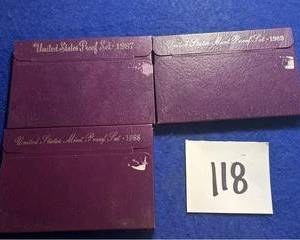 United States Proof Set - 1987
United States Mint Proof Set - 1989
United States Mint Proof Set - 1988
118